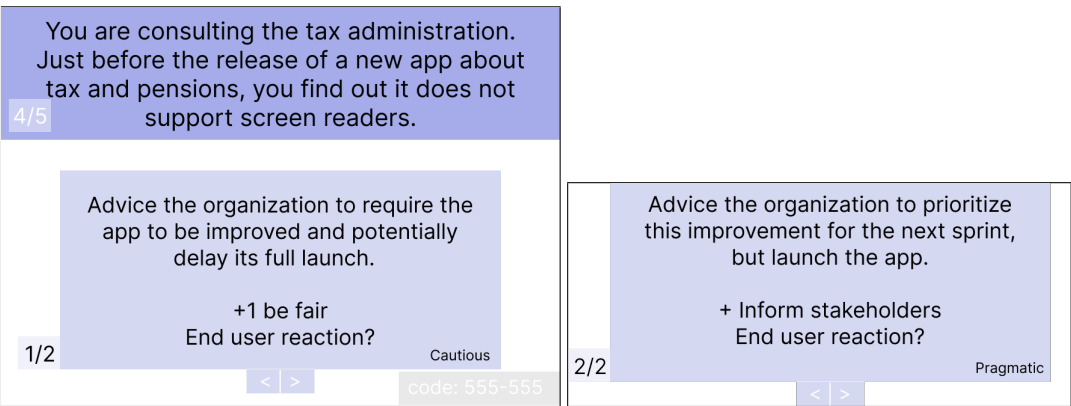 You are consulting the tax administration.
Just before the release of a new app about
tax and pensions, you find out it does not
support screen readers.
4/5
Advice the organization to require the
app to be improved and potentially
delay its full launch.
+1 be fair
End user reaction?
Cautious
1/2
< >
code: 555-555
Advice the organization to prioritize
this improvement for the next sprint,
but launch the app.
+ Inform stakeholders
End user reaction?
Pragmatic
2/2
< >